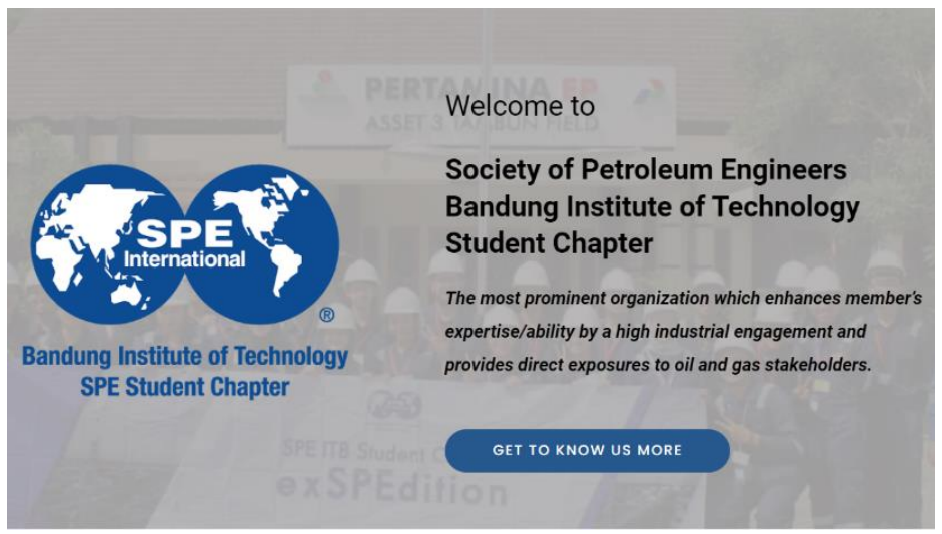 PERTAMINA EP
ASSET 3 TAMBUN FIELD
Welcome to
Society of Petroleum Engineers
Bandung Institute of Technology
Student Chapter
SPE
International
®
The most prominent organization which enhances member's
expertise/ability by a high industrial engagement and
provides direct exposures to oil and gas stakeholders.
Bandung Institute of Technology
SPE Student Chapter
GET TO KNOW US MORE
SPE ITB Student
exSPEdition